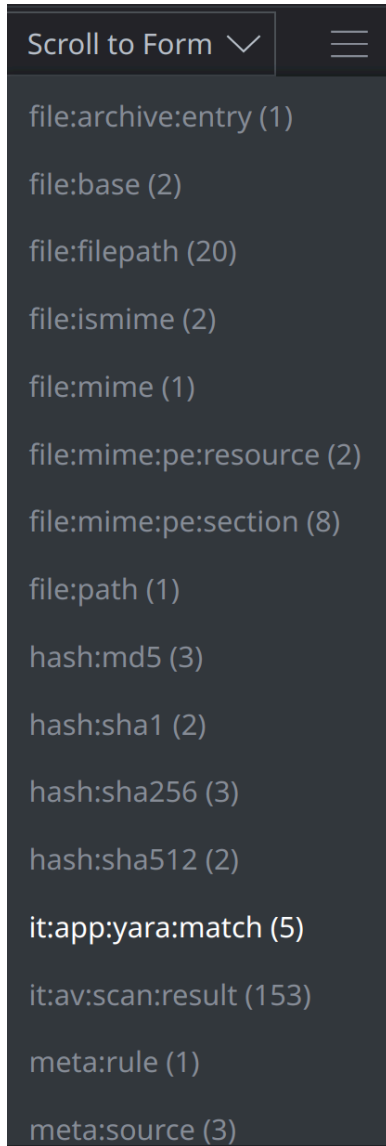 Scroll to Form
file:archive:entry (1)
file:base (2)
file:filepath (20)
file:ismime (2)
file:mime (1)
file:mime:pe:resource (2)
file:mime:pe:section (8)
file:path (1)
hash:md5 (3)
hash:sha1 (2)
hash:sha256 (3)
hash:sha512 (2)
it:app:yara:match (5)
it:av:scan:result (153)
meta:rule (1)
meta:source (3)